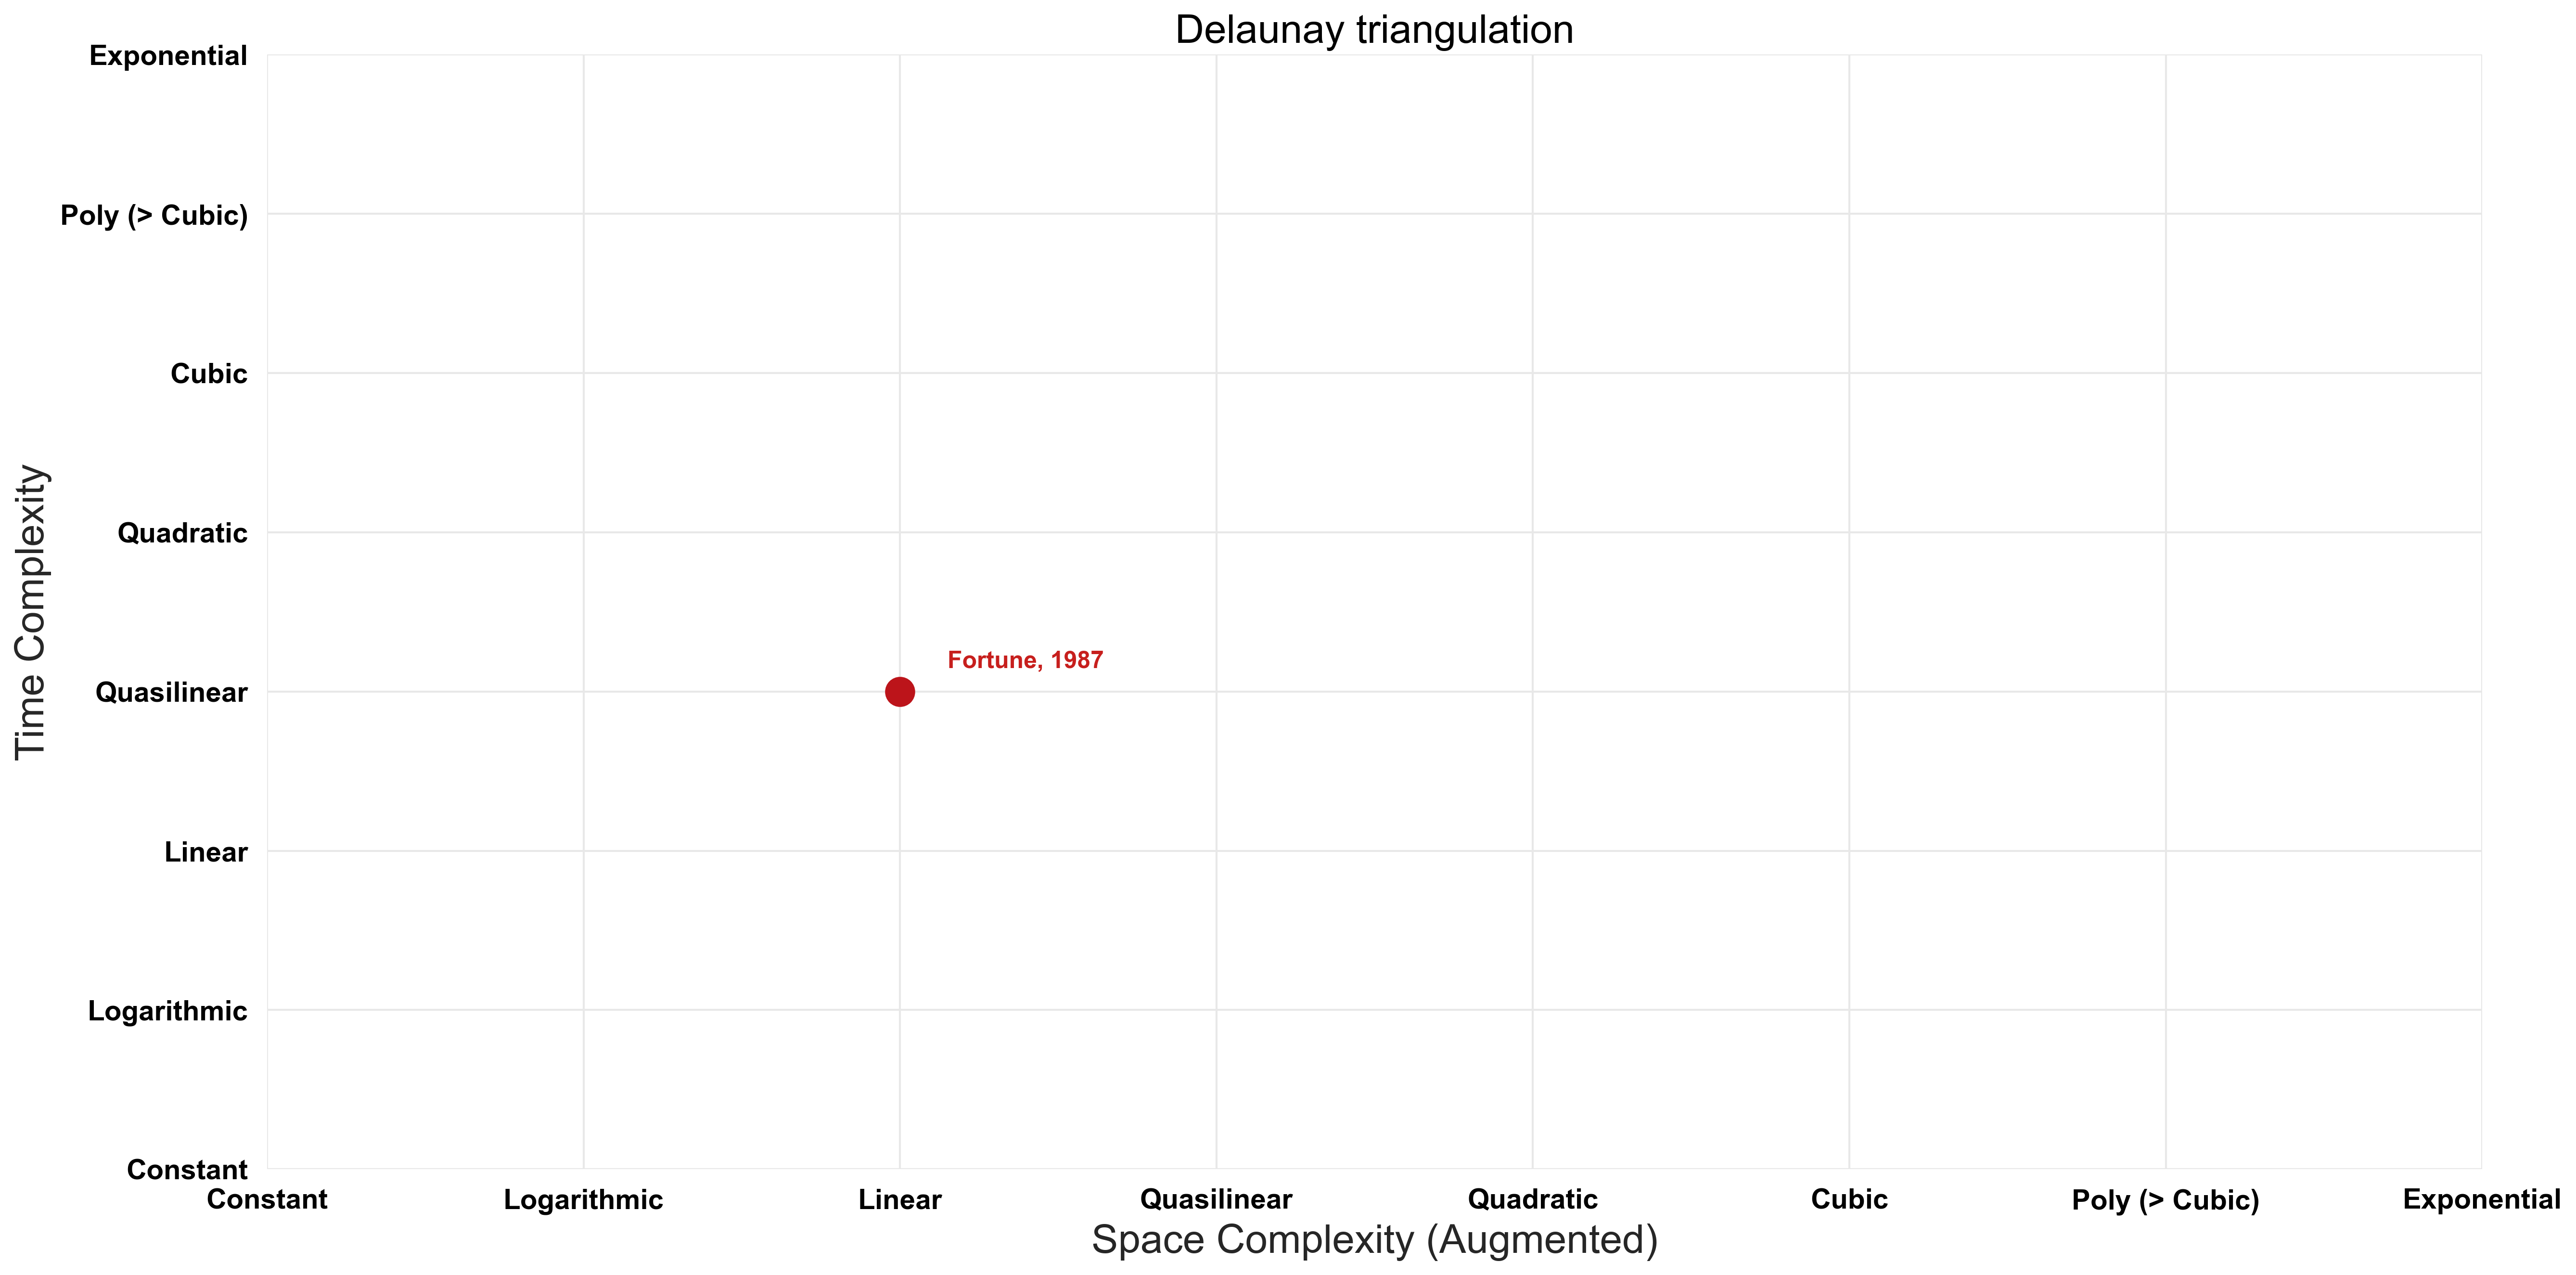 Delaunay triangulation
Exponential
Poly (> Cubic)
Cubic
Quadratic
Quasilinear
Linear
Logarithmic
Constant
Time Complexity
Fortune, 1987
Constant Logarithmic Linear Quasilinear Quadratic Cubic Poly (> Cubic) Exponential
Space Complexity (Augmented)